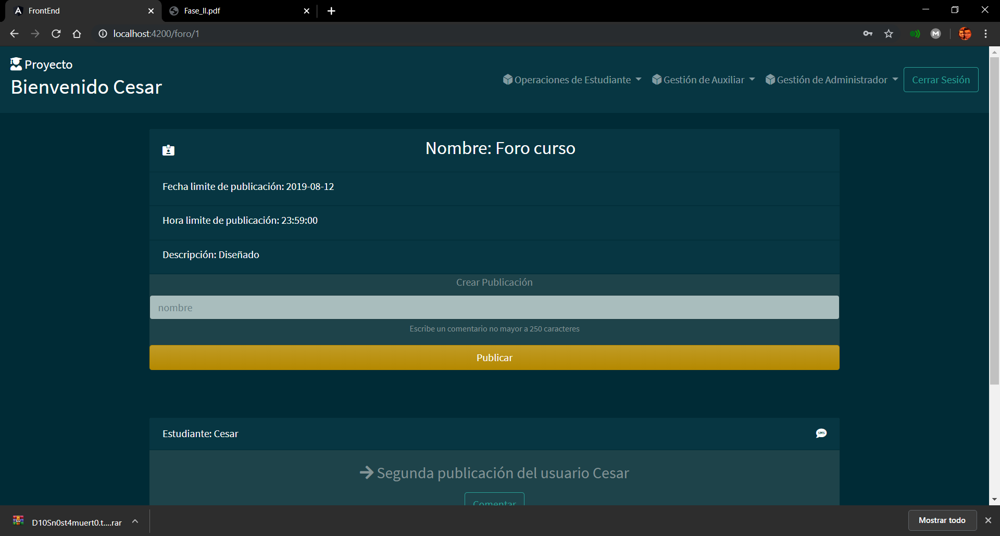 FrontEnd
Fase_II.pdf
localhost:4200/foro/1
M
Proyecto
Bienvenido Cesar
Operaciones de Estudiante
Gestión de Auxiliar
Gestión de Administrador
Cerrar Sesión
Nombre: Foro curso
Fecha limite de publicación: 2019-08-12
Hora limite de publicación: 23:59:00
Descripción: Diseñado
Crear Publicación
nombre
Escribe un comentario no mayor a 250 caracteres
Publicar
Estudiante: Cesar
SMS
Segunda publicación del usuario Cesar
Comentar
D10Sn0st4muert0.t....rar
Mostrar todo